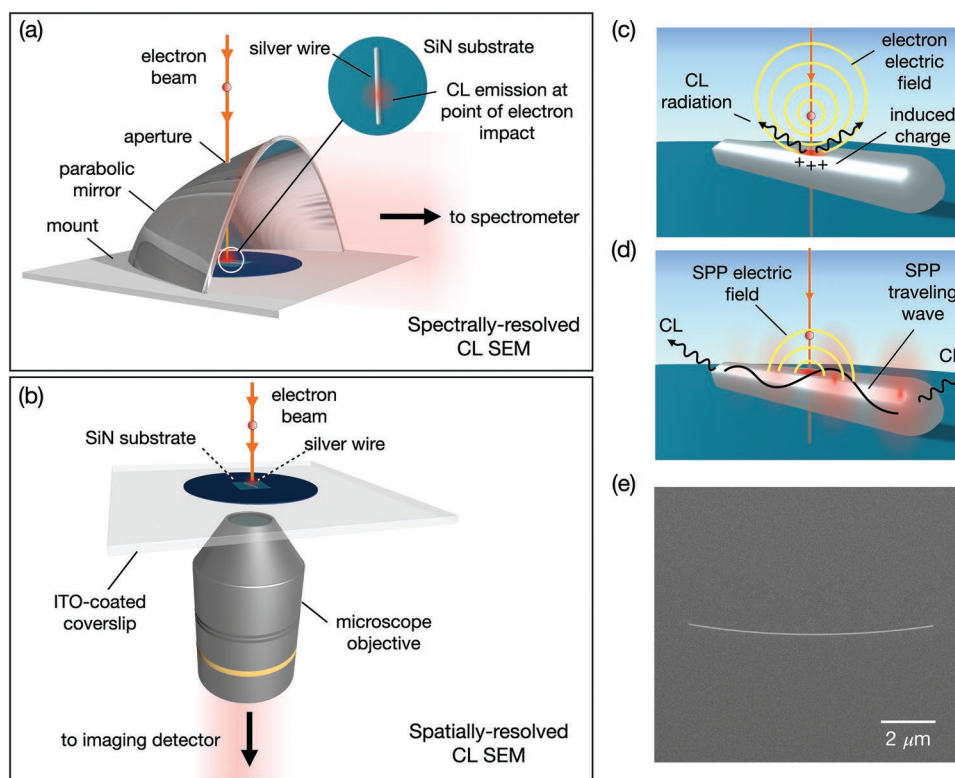 (a)
electron
beam
aperture
parabolic
mirror
mount
silver wire
SiN substrate
CL emission at
point of electron
impact
to spectrometer
Spectrally-resolved
CL SEM
(b)
electron
beam
SiN substrate
silver wire
ITO-coated
coverslip
microscope
objective
to imaging detector
Spatially-resolved
CL SEM
(c)
CL
radiation
electron
electric
field
induced
charge
+ + +
(d)
SPP electric
field
SPP
traveling
wave
CL
CL
(e)
2 μm